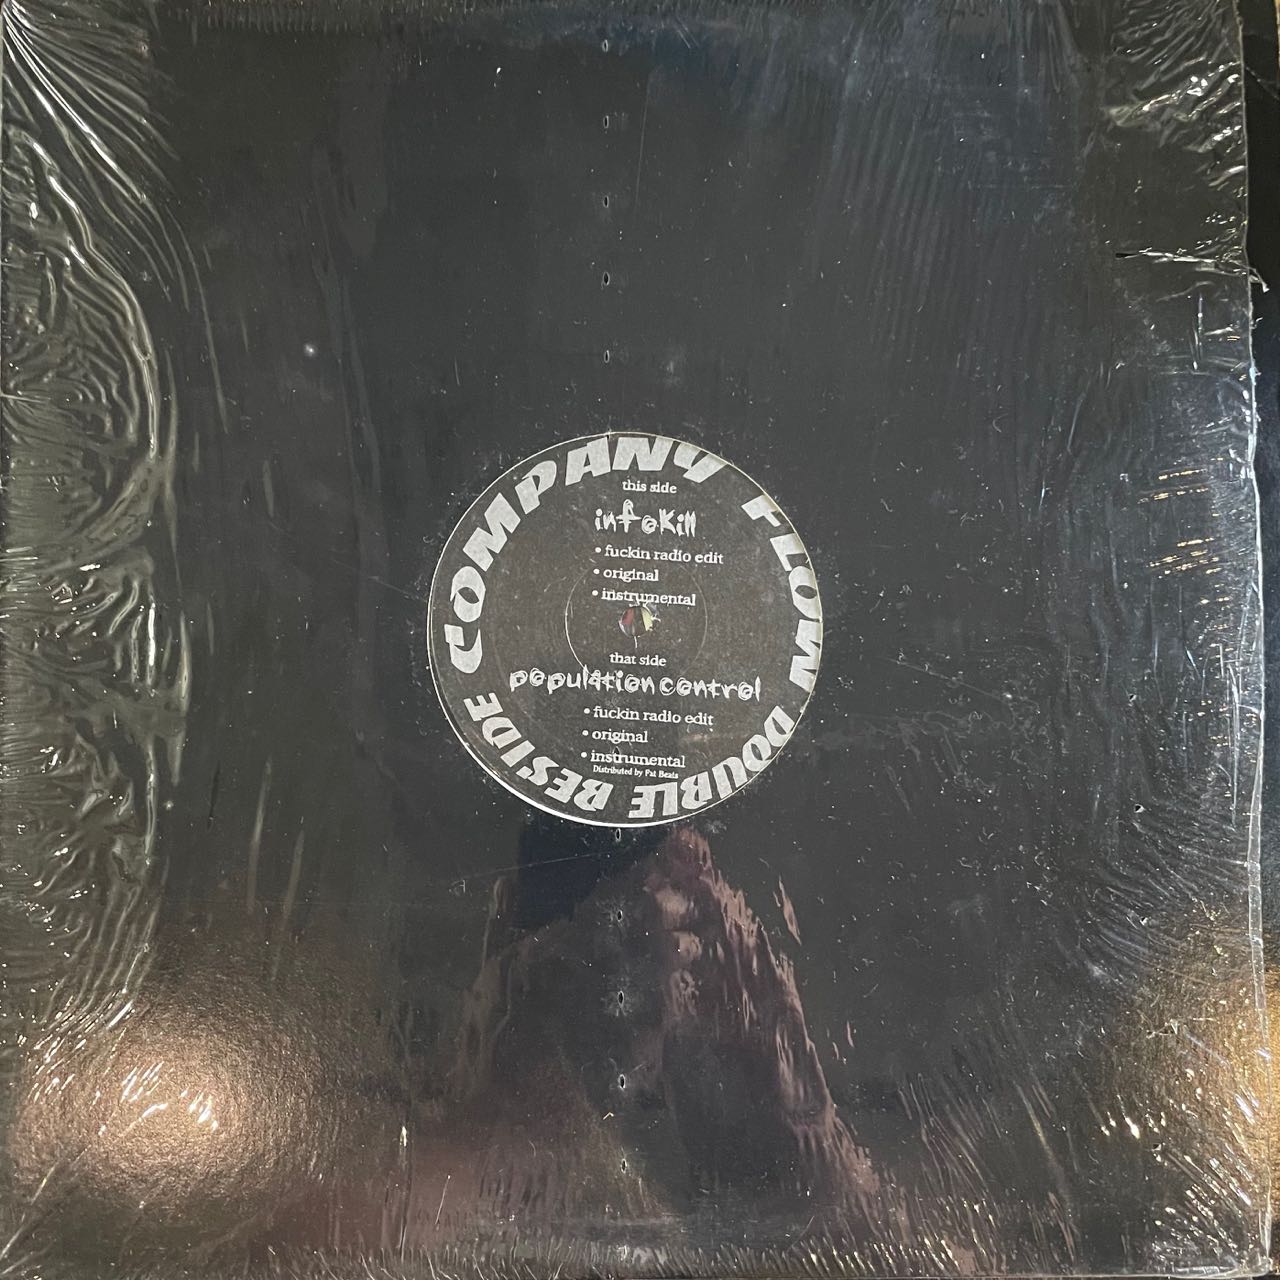 COMPANY FLOW DOUBLE BESIDE
this side
infokill
• fuckin radio edit
• original
• instrumental
that side
population control
• fuckin radio edit
• original
• instrumental
Distributed by Fat Beats